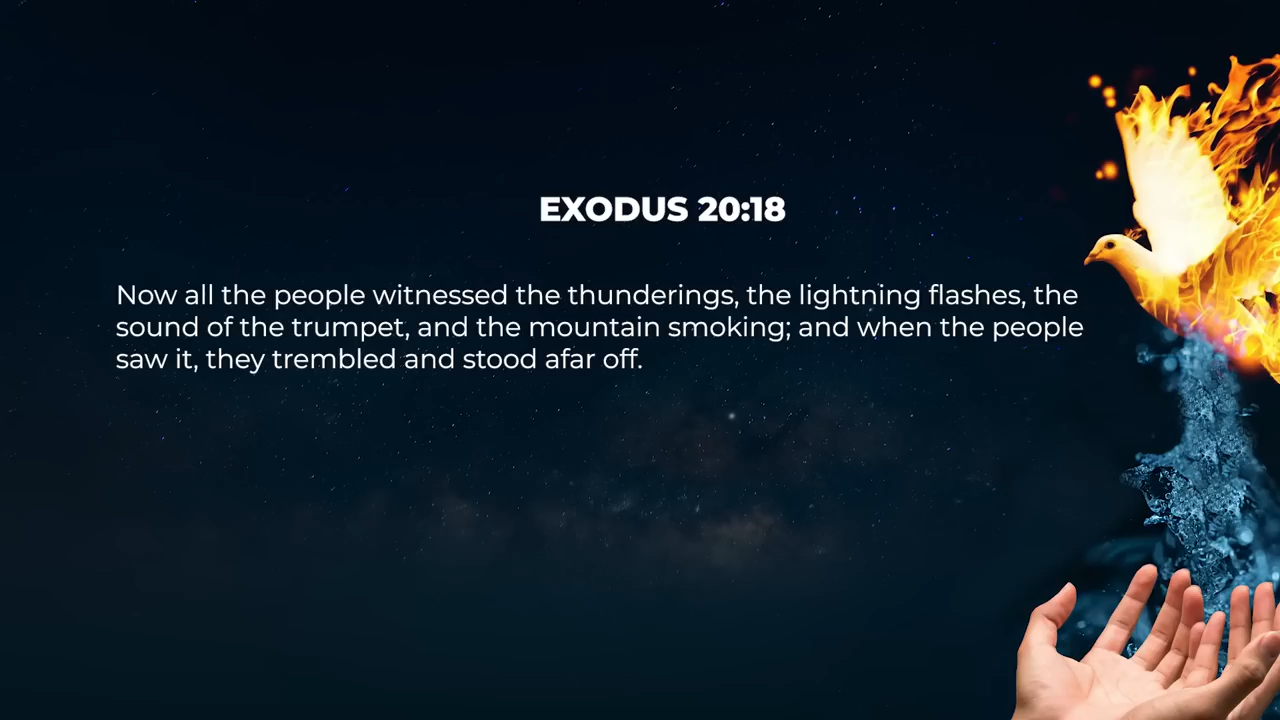 EXODUS 20:18
Now all the people witnessed the thunderings, the lightning flashes, the
sound of the trumpet, and the mountain smoking; and when the people
saw it, they trembled and stood afar off.